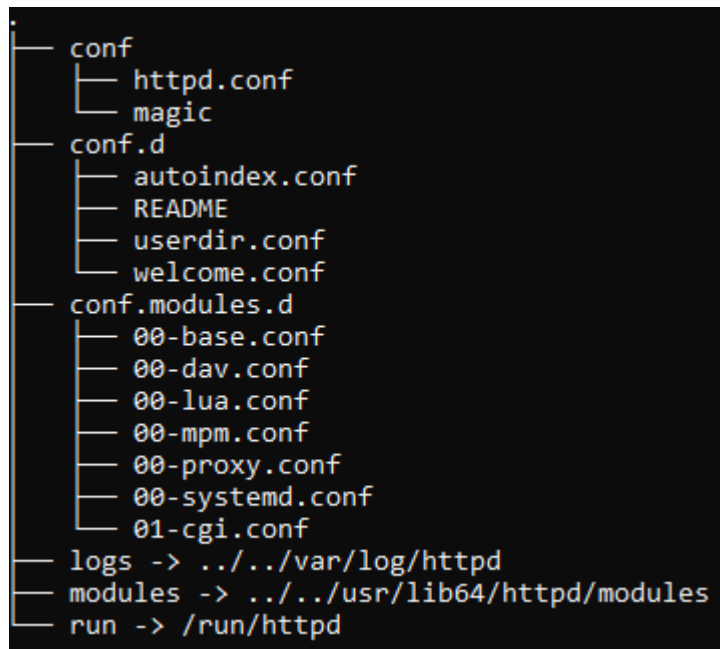 .
├── conf
│   ├── httpd.conf
│   └── magic
├── conf.d
│   ├── autoindex.conf
│   ├── README
│   ├── userdir.conf
│   └── welcome.conf
├── conf.modules.d
│   ├── 00-base.conf
│   ├── 00-dav.conf
│   ├── 00-lua.conf
│   ├── 00-mpm.conf
│   ├── 00-proxy.conf
│   ├── 00-systemd.conf
│   └── 01-cgi.conf
├── logs -> ../../var/log/httpd
├── modules -> ../../usr/lib64/httpd/modules
└── run -> /run/httpd